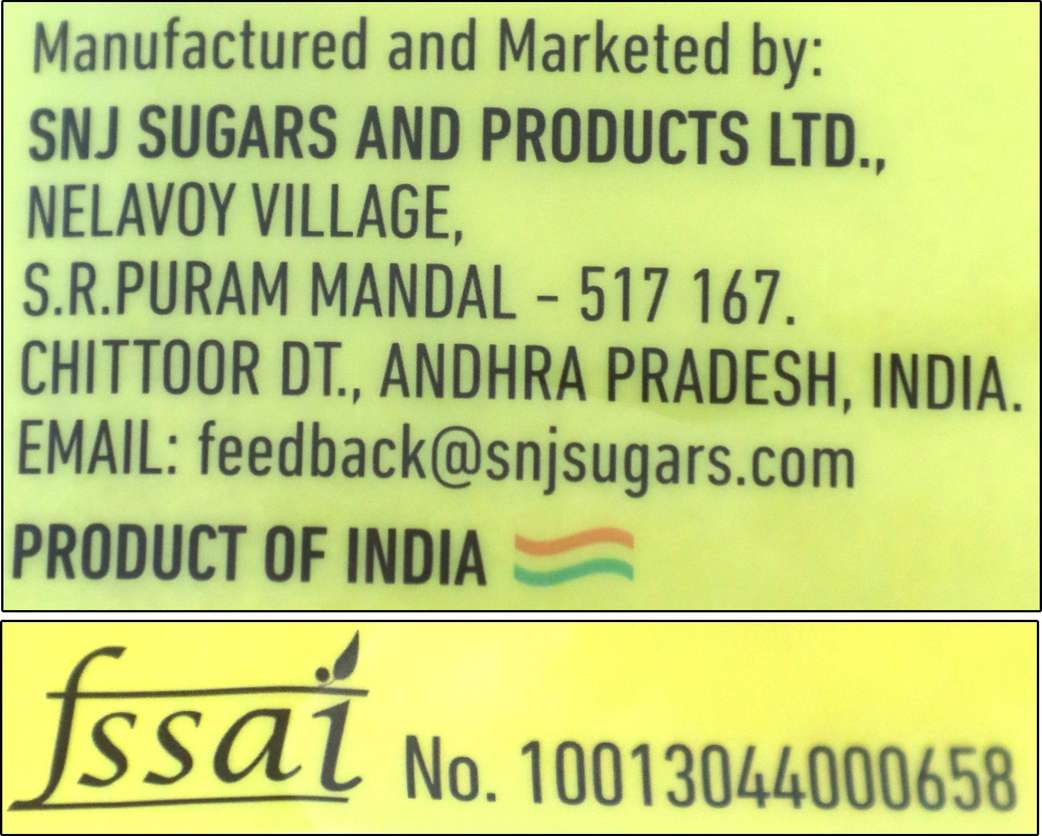 Manufactured and Marketed by:
SNJ SUGARS AND PRODUCTS LTD.,
NELAVOY VILLAGE,
S.R.PURAM MANDAL - 517 167.
CHITTOOR DT., ANDHRA PRADESH, INDIA.
EMAIL: feedback@snjsugars.com
PRODUCT OF INDIA
fssai No. 10013044000658